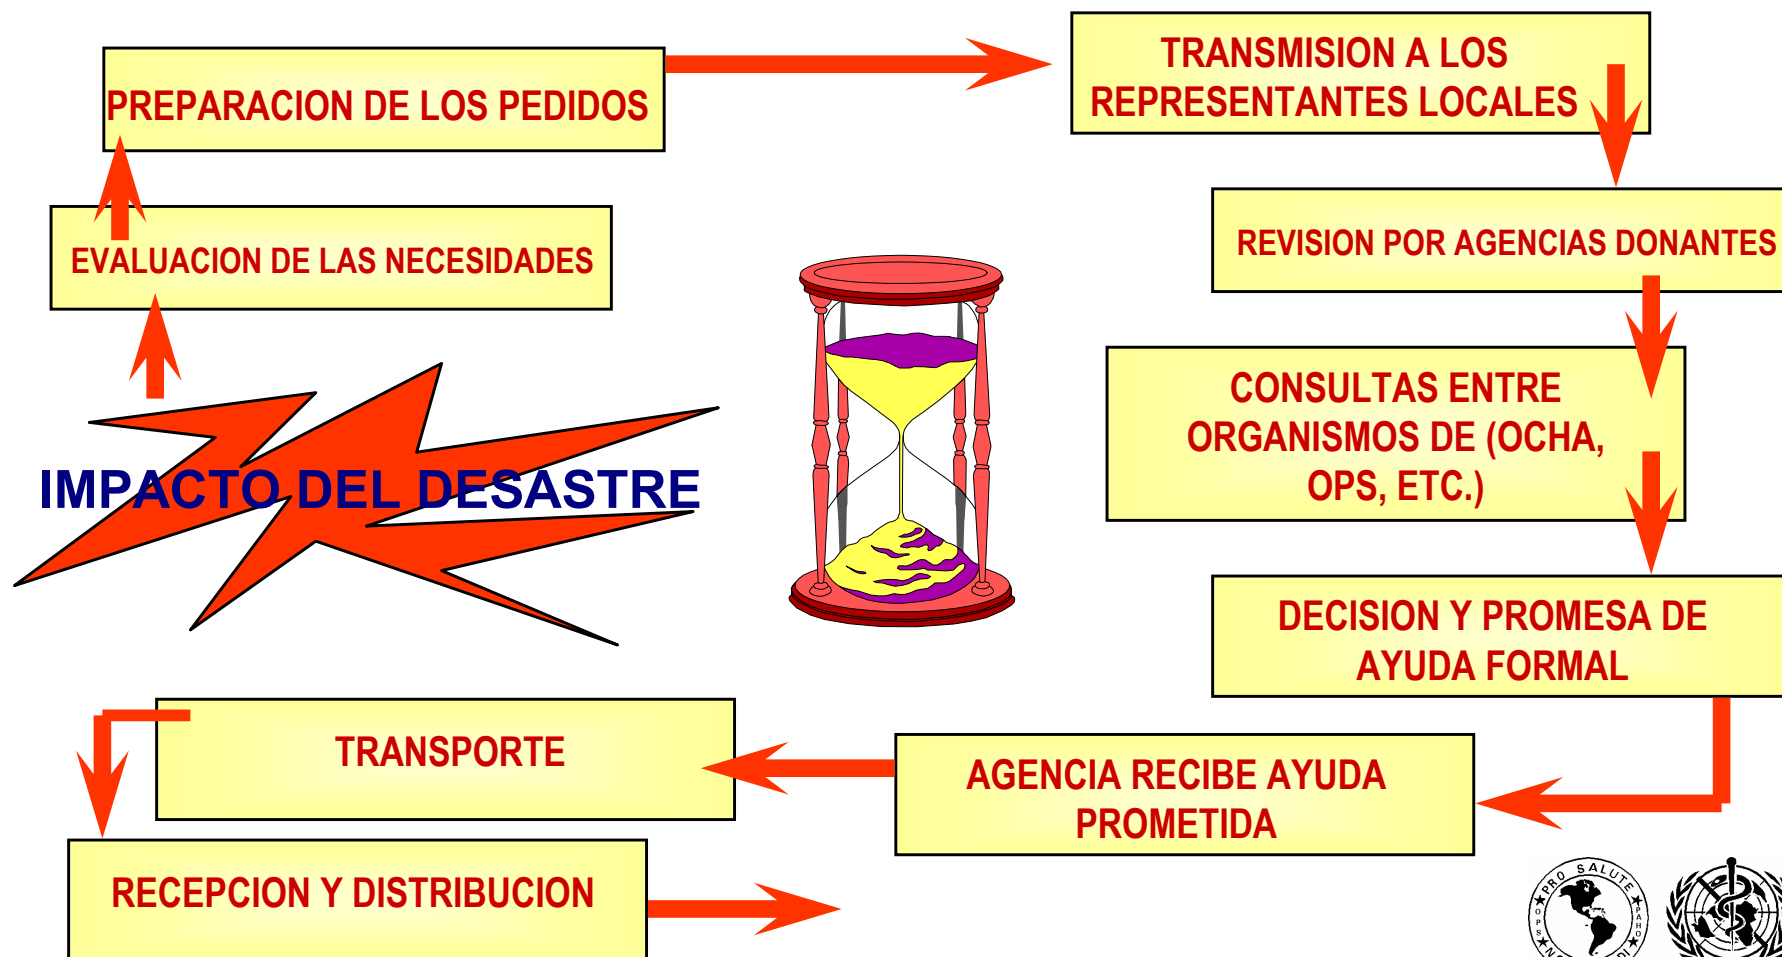 IMPACTO DEL DESASTRE
EVALUACION DE LAS NECESIDADES
PREPARACION DE LOS PEDIDOS
TRANSMISION A LOS
REPRESENTANTES LOCALES
REVISION POR AGENCIAS DONANTES
CONSULTAS ENTRE
ORGANISMOS DE (OCHA,
OPS, ETC.)
DECISION Y PROMESA DE
AYUDA FORMAL
AGENCIA RECIBE AYUDA
PROMETIDA
TRANSPORTE
RECEPCION Y DISTRIBUCION
PRO SALUTE
OPS
PAHO